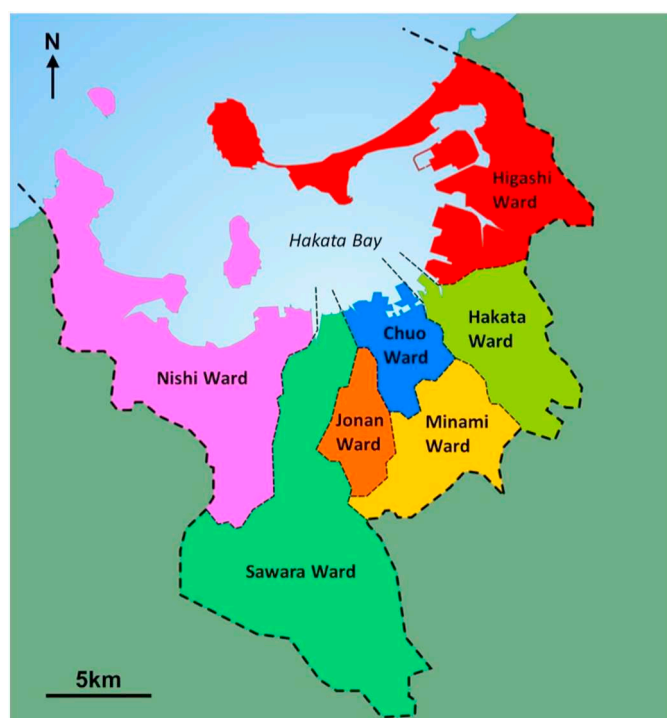 N
Higashi
Ward
Hakata Bay
Hakata
Ward
Chuo
Ward
Nishi Ward
Jonan
Ward
Minami
Ward
Sawara Ward
5km